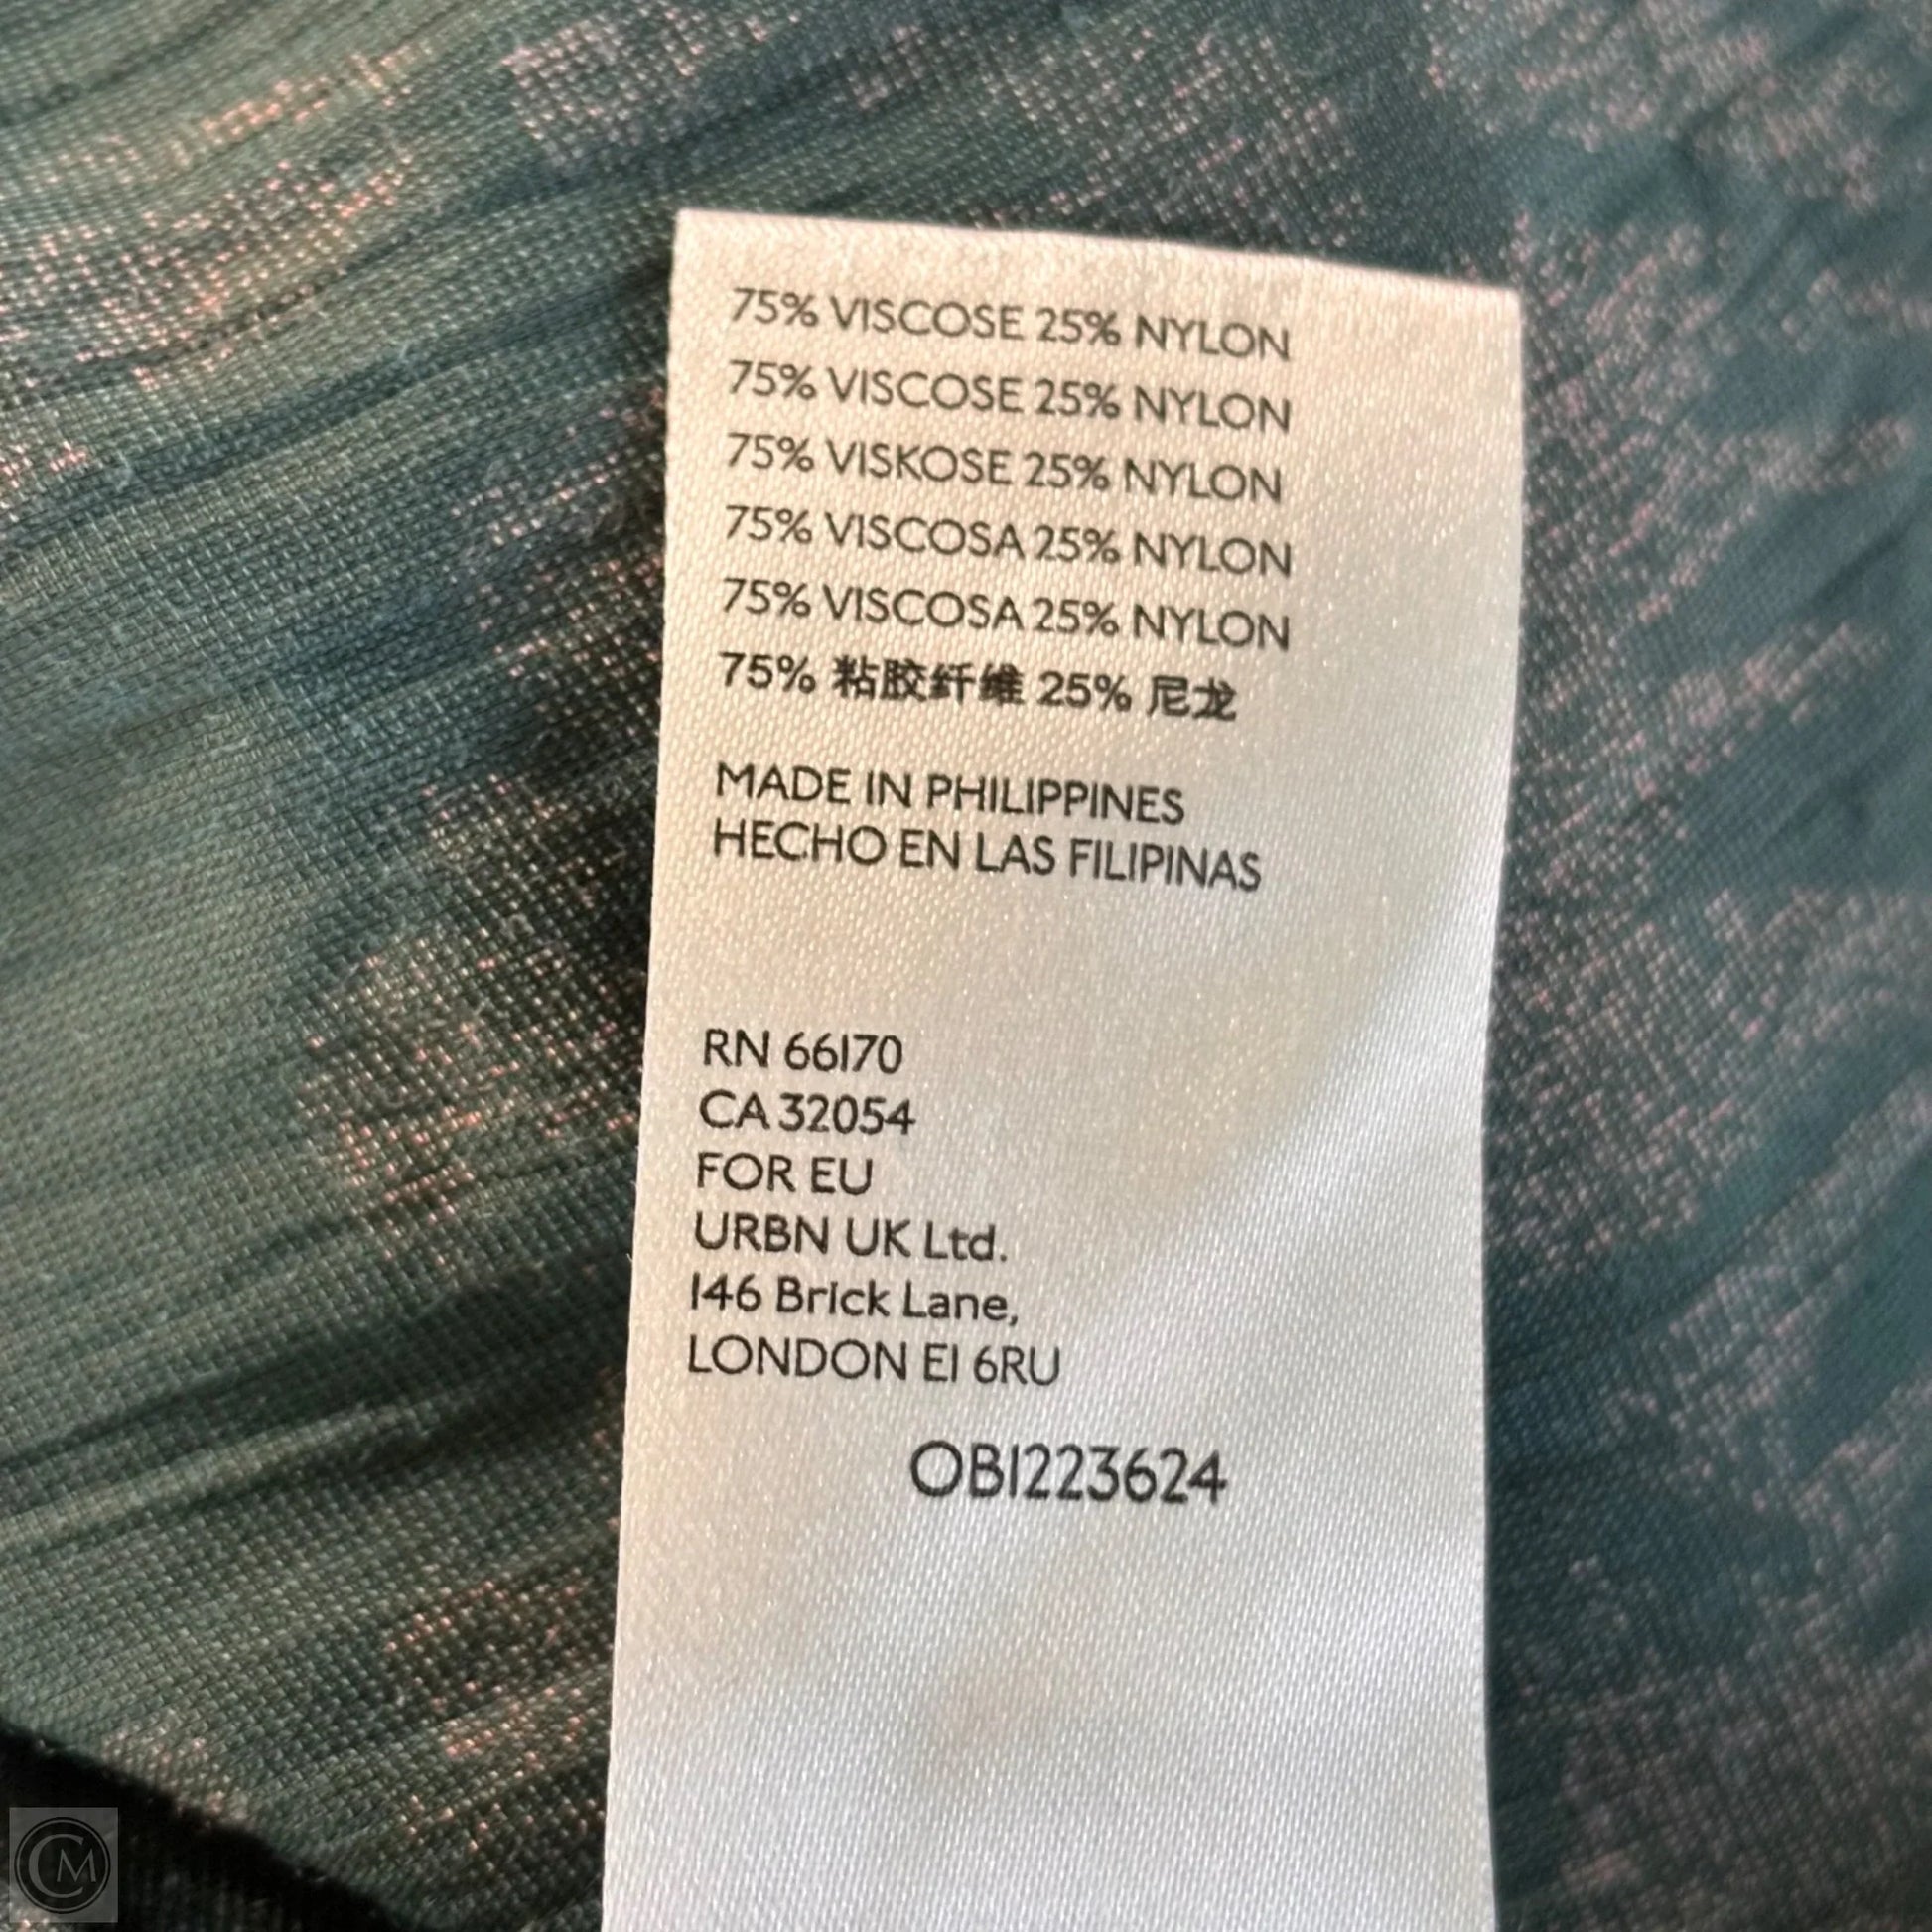 75% VISCOSE 25% NYLON
75% VISCOSE 25% NYLON
75% VISKOSE 25% NYLON
75% VISCOSA 25% NYLON
75% VISCOSA 25% NYLON
75% 粘胶纤维 25% 尼龙
MADE IN PHILIPPINES
HECHO EN LAS FILIPINAS
RN 66170
CA 32054
FOR EU
URBN UK Ltd.
146 Brick Lane,
LONDON E1 6RU
OB1223624
CM